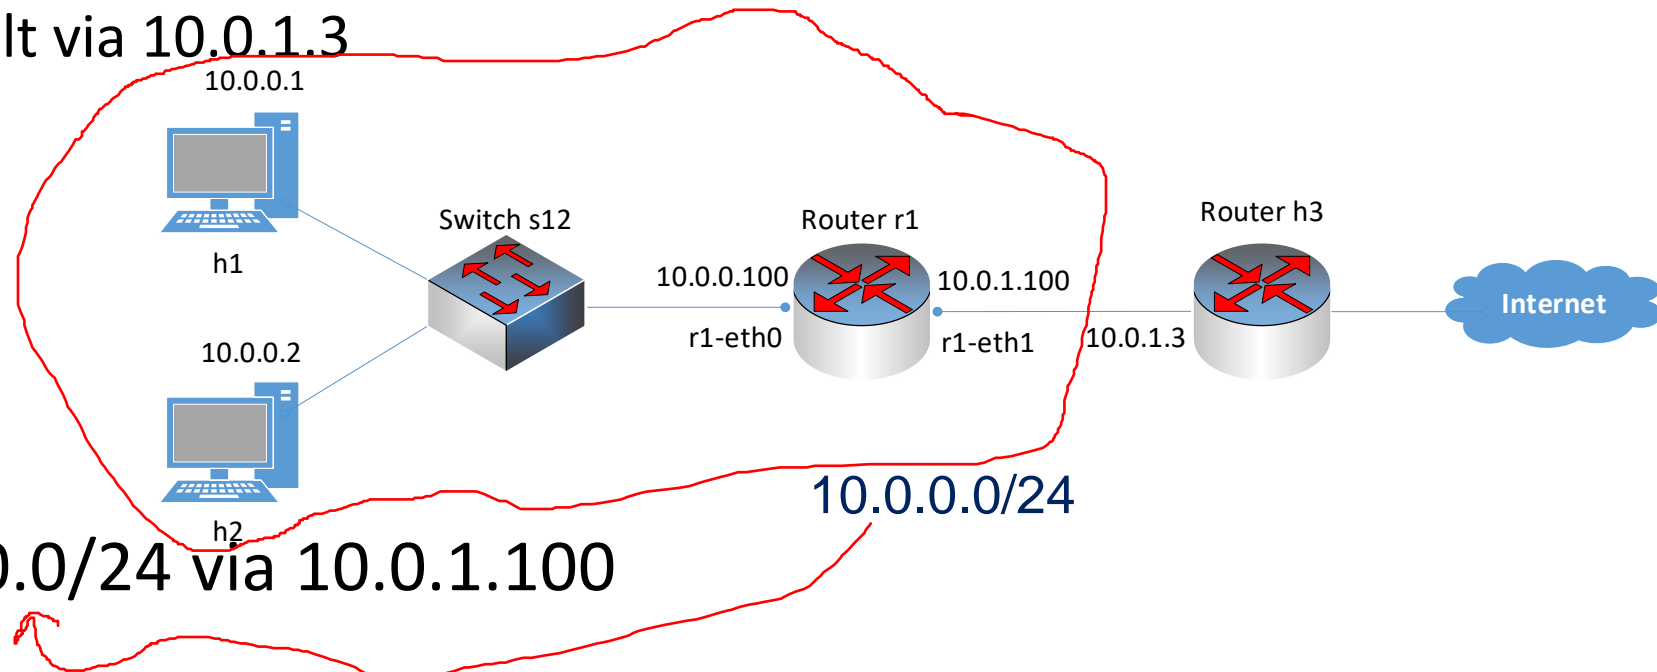 lt via 10.0.1.3
10.0.0.1
h1
Switch s12
Router r1
Router h3
10.0.0.100
10.0.1.100
Internet
r1-eth0
r1-eth1
10.0.1.3
10.0.0.2
h2
10.0.0.0/24
0.0/24 via 10.0.1.100